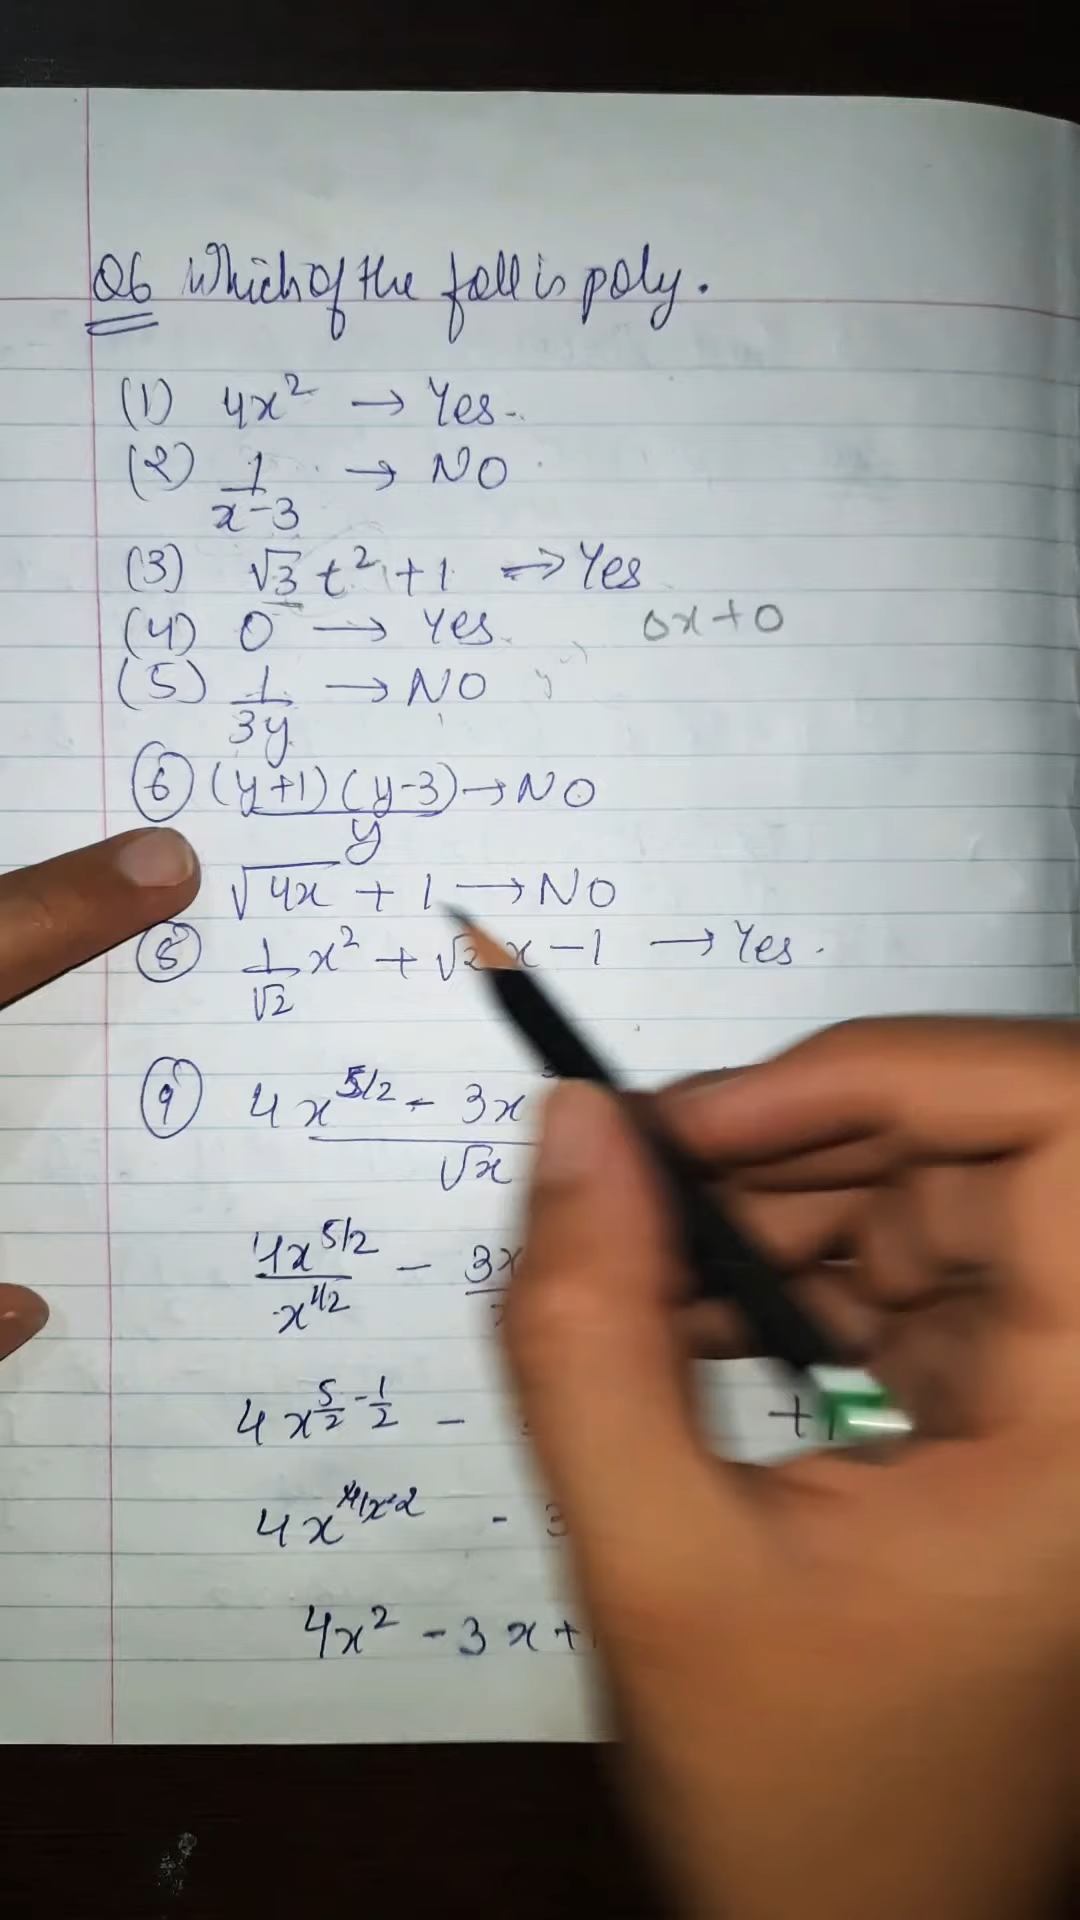 Q6 Which of the foll is poly.
(1) 4x² → Yes.
(2) 1/(x-3) → NO
(3) √3 t² + 1 → Yes
(4) 0 → Yes. 0x+0
(5) 1/3y → NO
(6) (y+1)(y-3)/y → NO
√4x + 1 → NO
(8) 1/√2 x² + √2 x - 1 → Yes.
(9) 4x^5/2 - 3x
√x
4x^5/2 / x^1/2 - 3x
4x^5/2-1/2 - +
4x - 3
4x² - 3x +